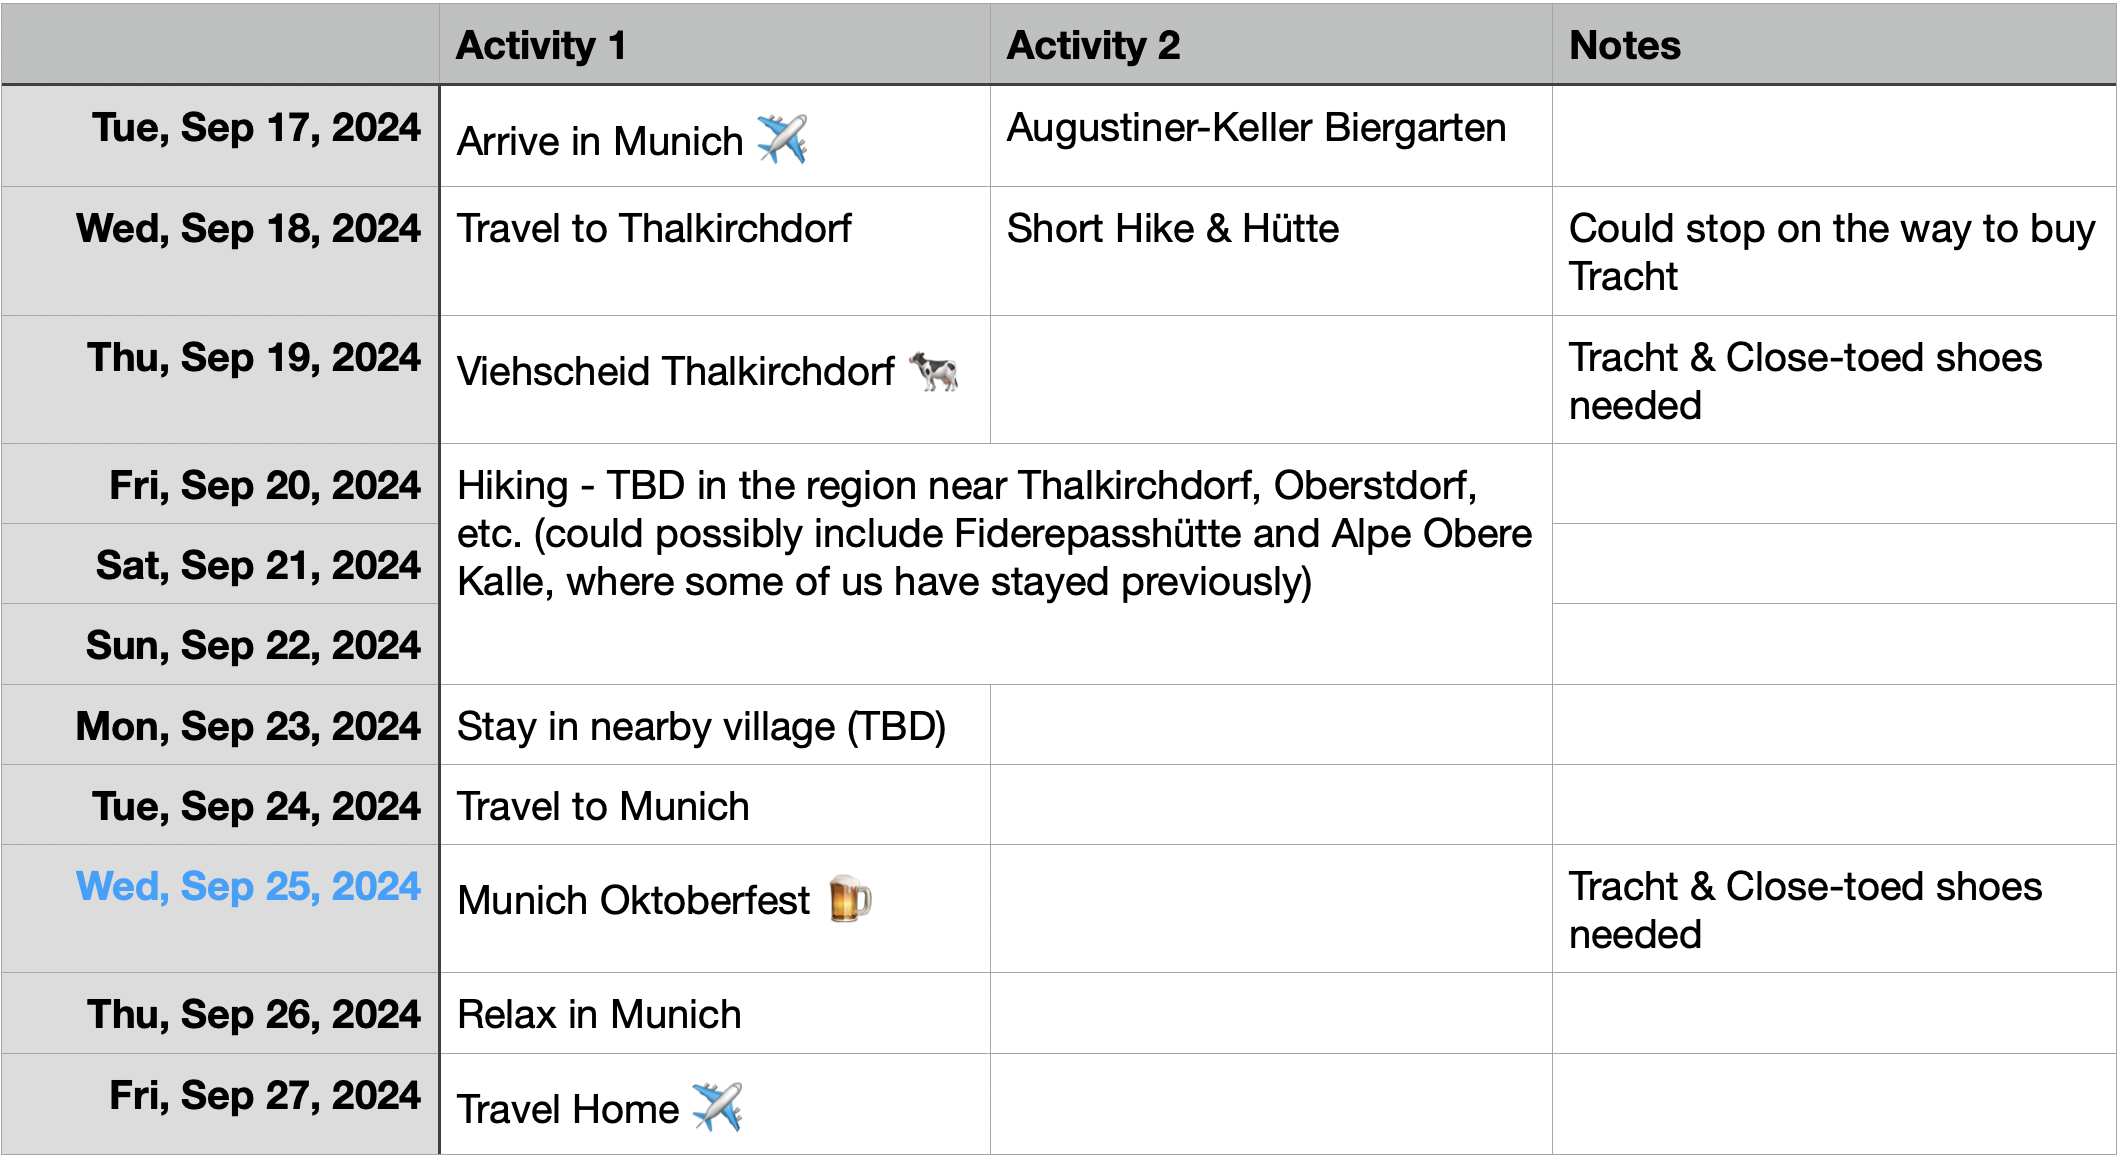 Activity 1 Activity 2 Notes
Tue, Sep 17, 2024 Arrive in Munich ✈️ Augustiner-Keller Biergarten
Wed, Sep 18, 2024 Travel to Thalkirchdorf Short Hike & Hütte Could stop on the way to buy
Tracht
Thu, Sep 19, 2024 Viehscheid Thalkirchdorf 🐄 Tracht & Close-toed shoes
needed
Fri, Sep 20, 2024 Hiking - TBD in the region near Thalkirchdorf, Oberstdorf,
etc. (could possibly include Fiderepasshütte and Alpe Obere
Sat, Sep 21, 2024 Kalle, where some of us have stayed previously)
Sun, Sep 22, 2024
Mon, Sep 23, 2024 Stay in nearby village (TBD)
Tue, Sep 24, 2024 Travel to Munich
Wed, Sep 25, 2024 Munich Oktoberfest 🍺 Tracht & Close-toed shoes
needed
Thu, Sep 26, 2024 Relax in Munich
Fri, Sep 27, 2024 Travel Home ✈️